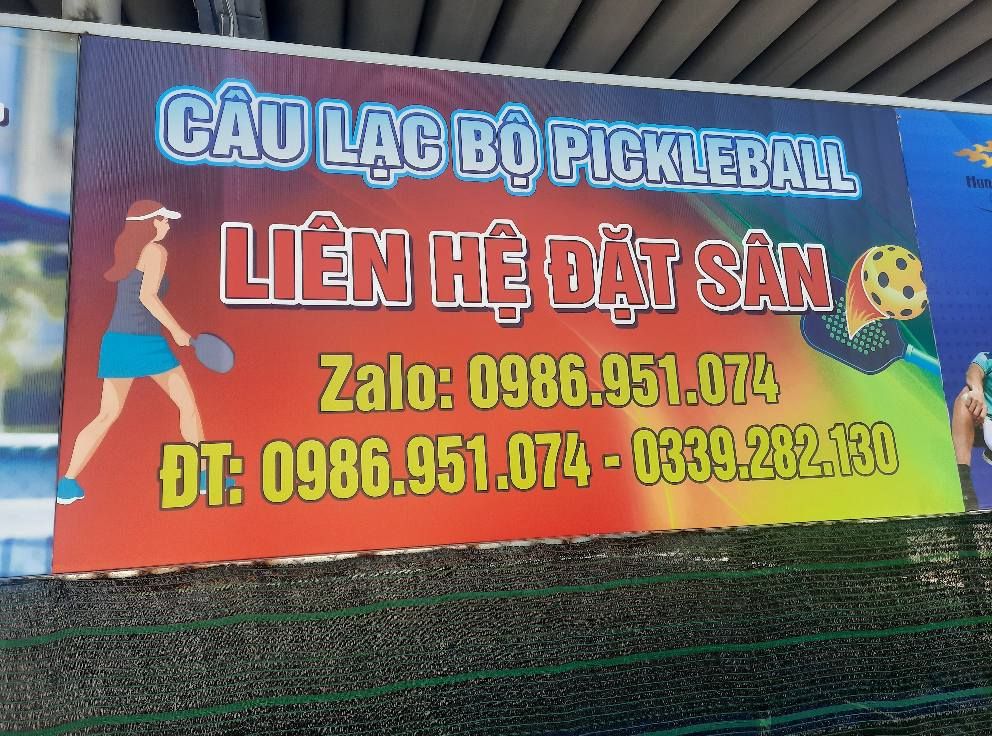 CÂU LẠC BỘ PICKLEBALL
LIÊN HỆ ĐẶT SÂN
Zalo: 0986.951.074
ĐT: 0986.951.074 - 0339.282.130